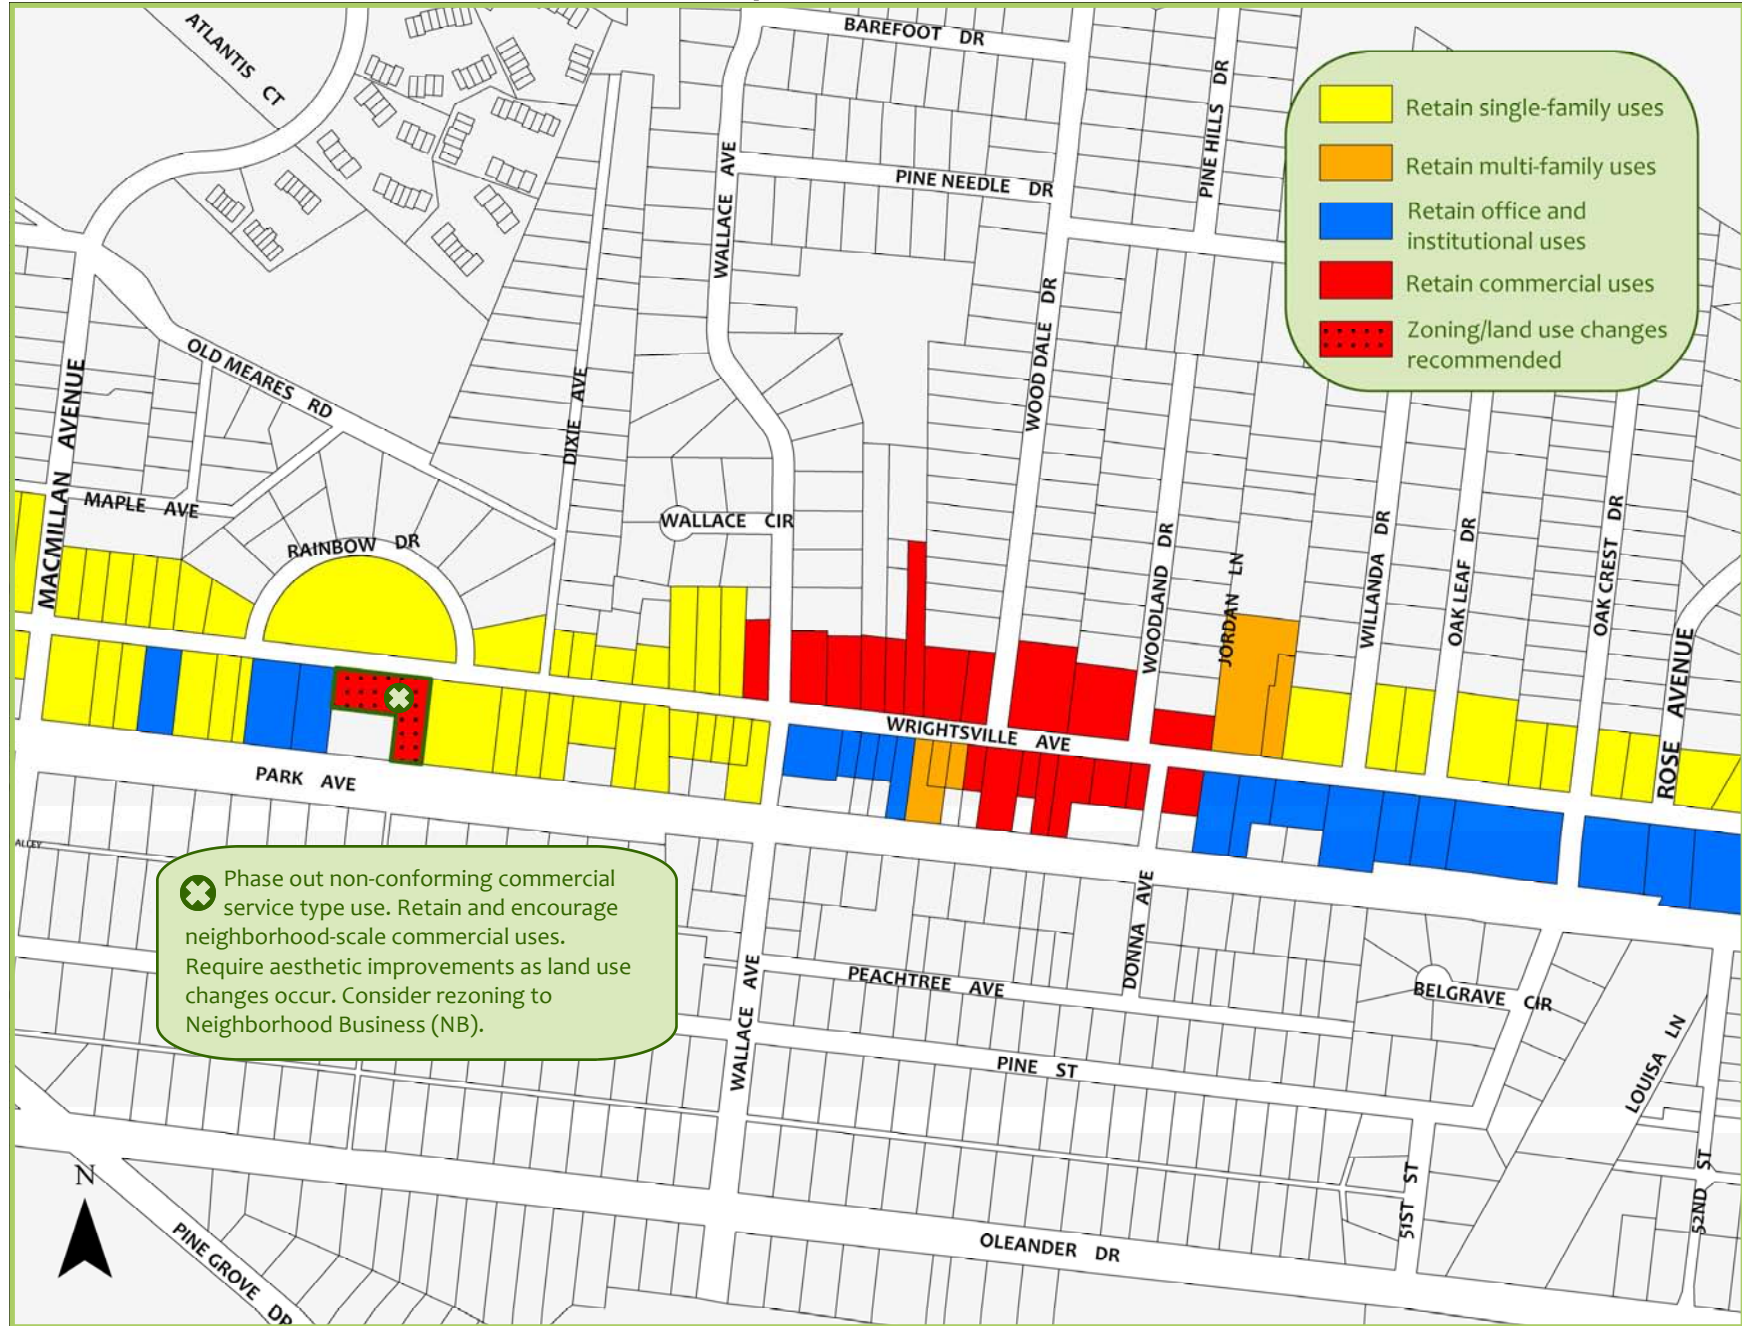 BAREFOOT DR
ATLANTIS CT
PINE HILLS DR
WALLACE AVE
PINE NEEDLE DR
Retain single-family uses
Retain multi-family uses
Retain office and
institutional uses
Retain commercial uses
Zoning/land use changes
recommended
WOOD DALE DR
OLD MEARES RD
MACMILLAN AVENUE
DIXIE AVE
MAPLE AVE
RAINBOW DR
WALLACE CIR
WOODLAND DR
JORDAN LN
WILLANDA DR
OAK LEAF DR
OAK CREST DR
ROSE AVENUE
WRIGHTSVILLE AVE
PARK AVE
ALLEY
Phase out non-conforming commercial
service type use. Retain and encourage
neighborhood-scale commercial uses.
Require aesthetic improvements as land use
changes occur. Consider rezoning to
Neighborhood Business (NB).
WALLACE AVE
DONNA AVE
PEACHTREE AVE
BELGRAVE CIR
LOUISA LN
PINE ST
51ST ST
52ND ST
N
PINE GROVE DR
OLEANDER DR